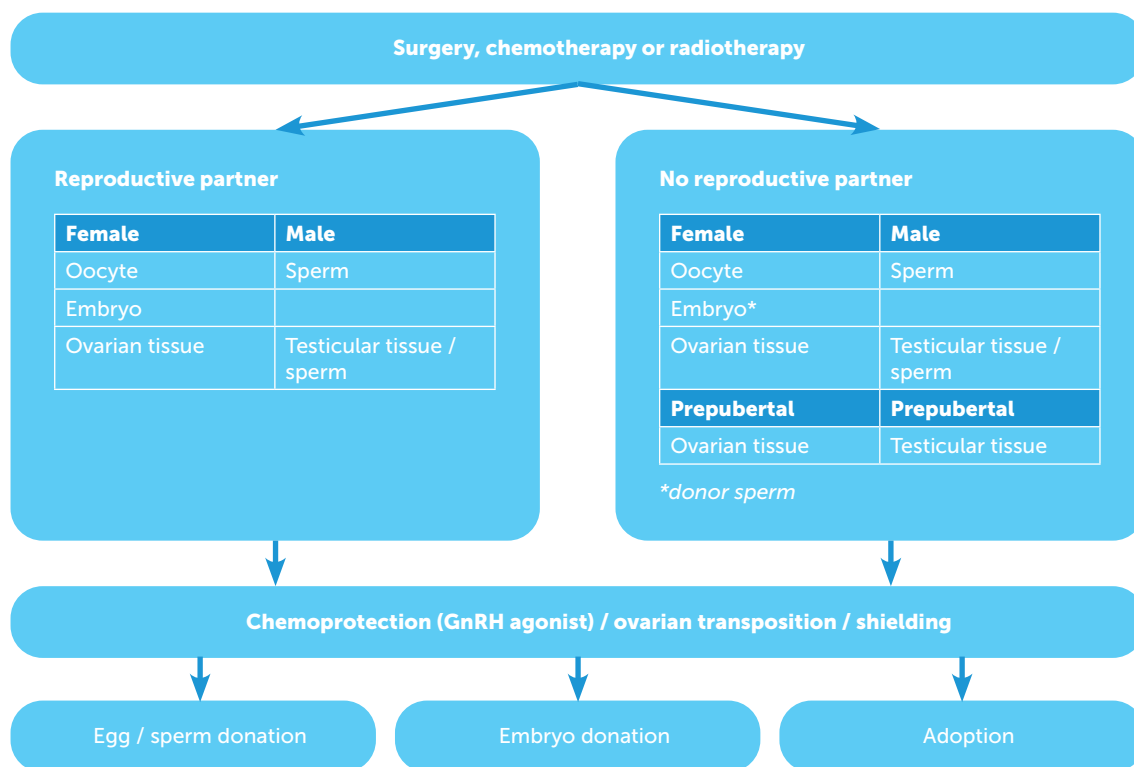 Surgery, chemotherapy or radiotherapy
Reproductive partner
Female Male
Oocyte Sperm
Embryo
Ovarian tissue Testicular tissue /
sperm
No reproductive partner
Female Male
Oocyte Sperm
Embryo*
Ovarian tissue Testicular tissue /
sperm
Prepubertal Prepubertal
Ovarian tissue Testicular tissue
*donor sperm
Chemoprotection (GnRH agonist) / ovarian transposition / shielding
Egg / sperm donation
Embryo donation
Adoption